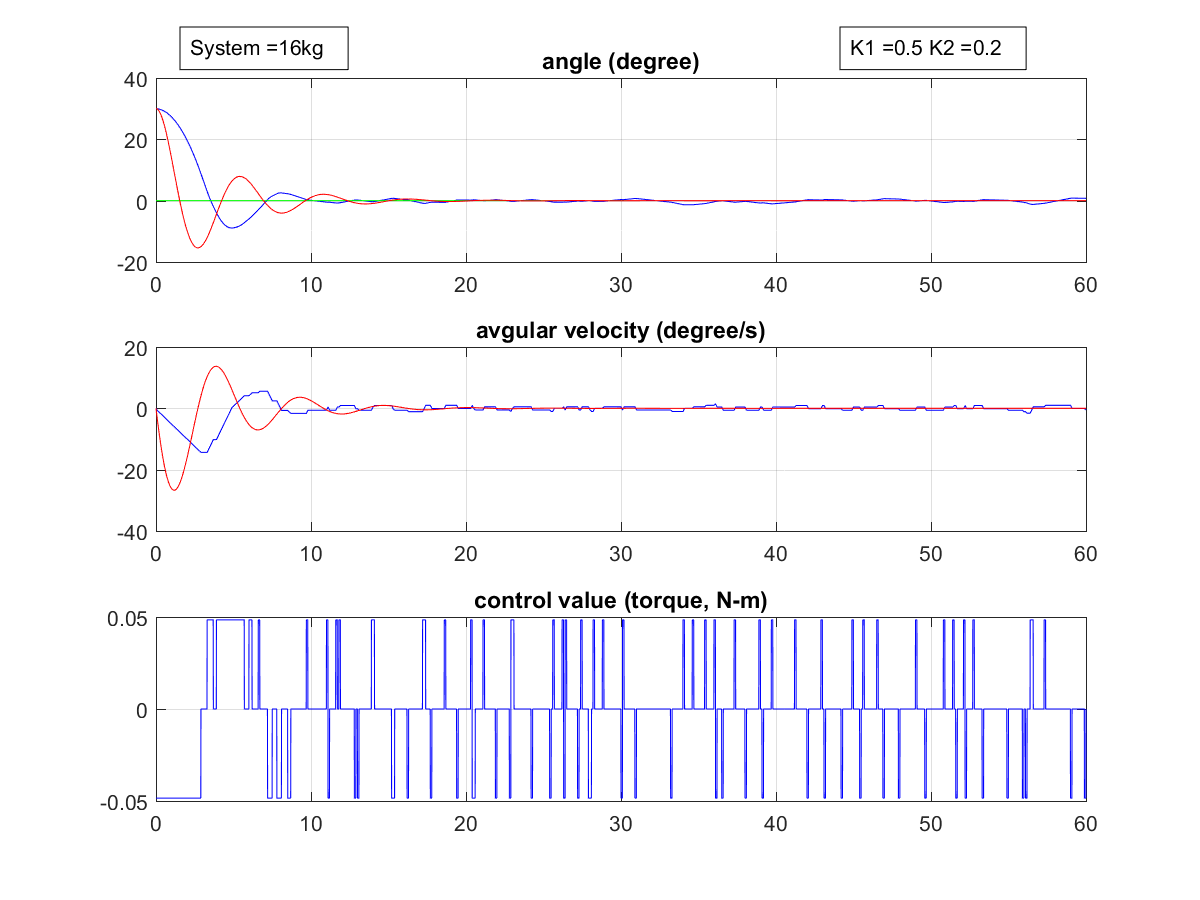 System =16kg
K1 =0.5 K2 =0.2
angle (degree)
40
20
0
-20
0 10 20 30 40 50 60
avgular velocity (degree/s)
20
0
-20
-40
0 10 20 30 40 50 60
control value (torque, N-m)
0.05
0
-0.05
0 10 20 30 40 50 60